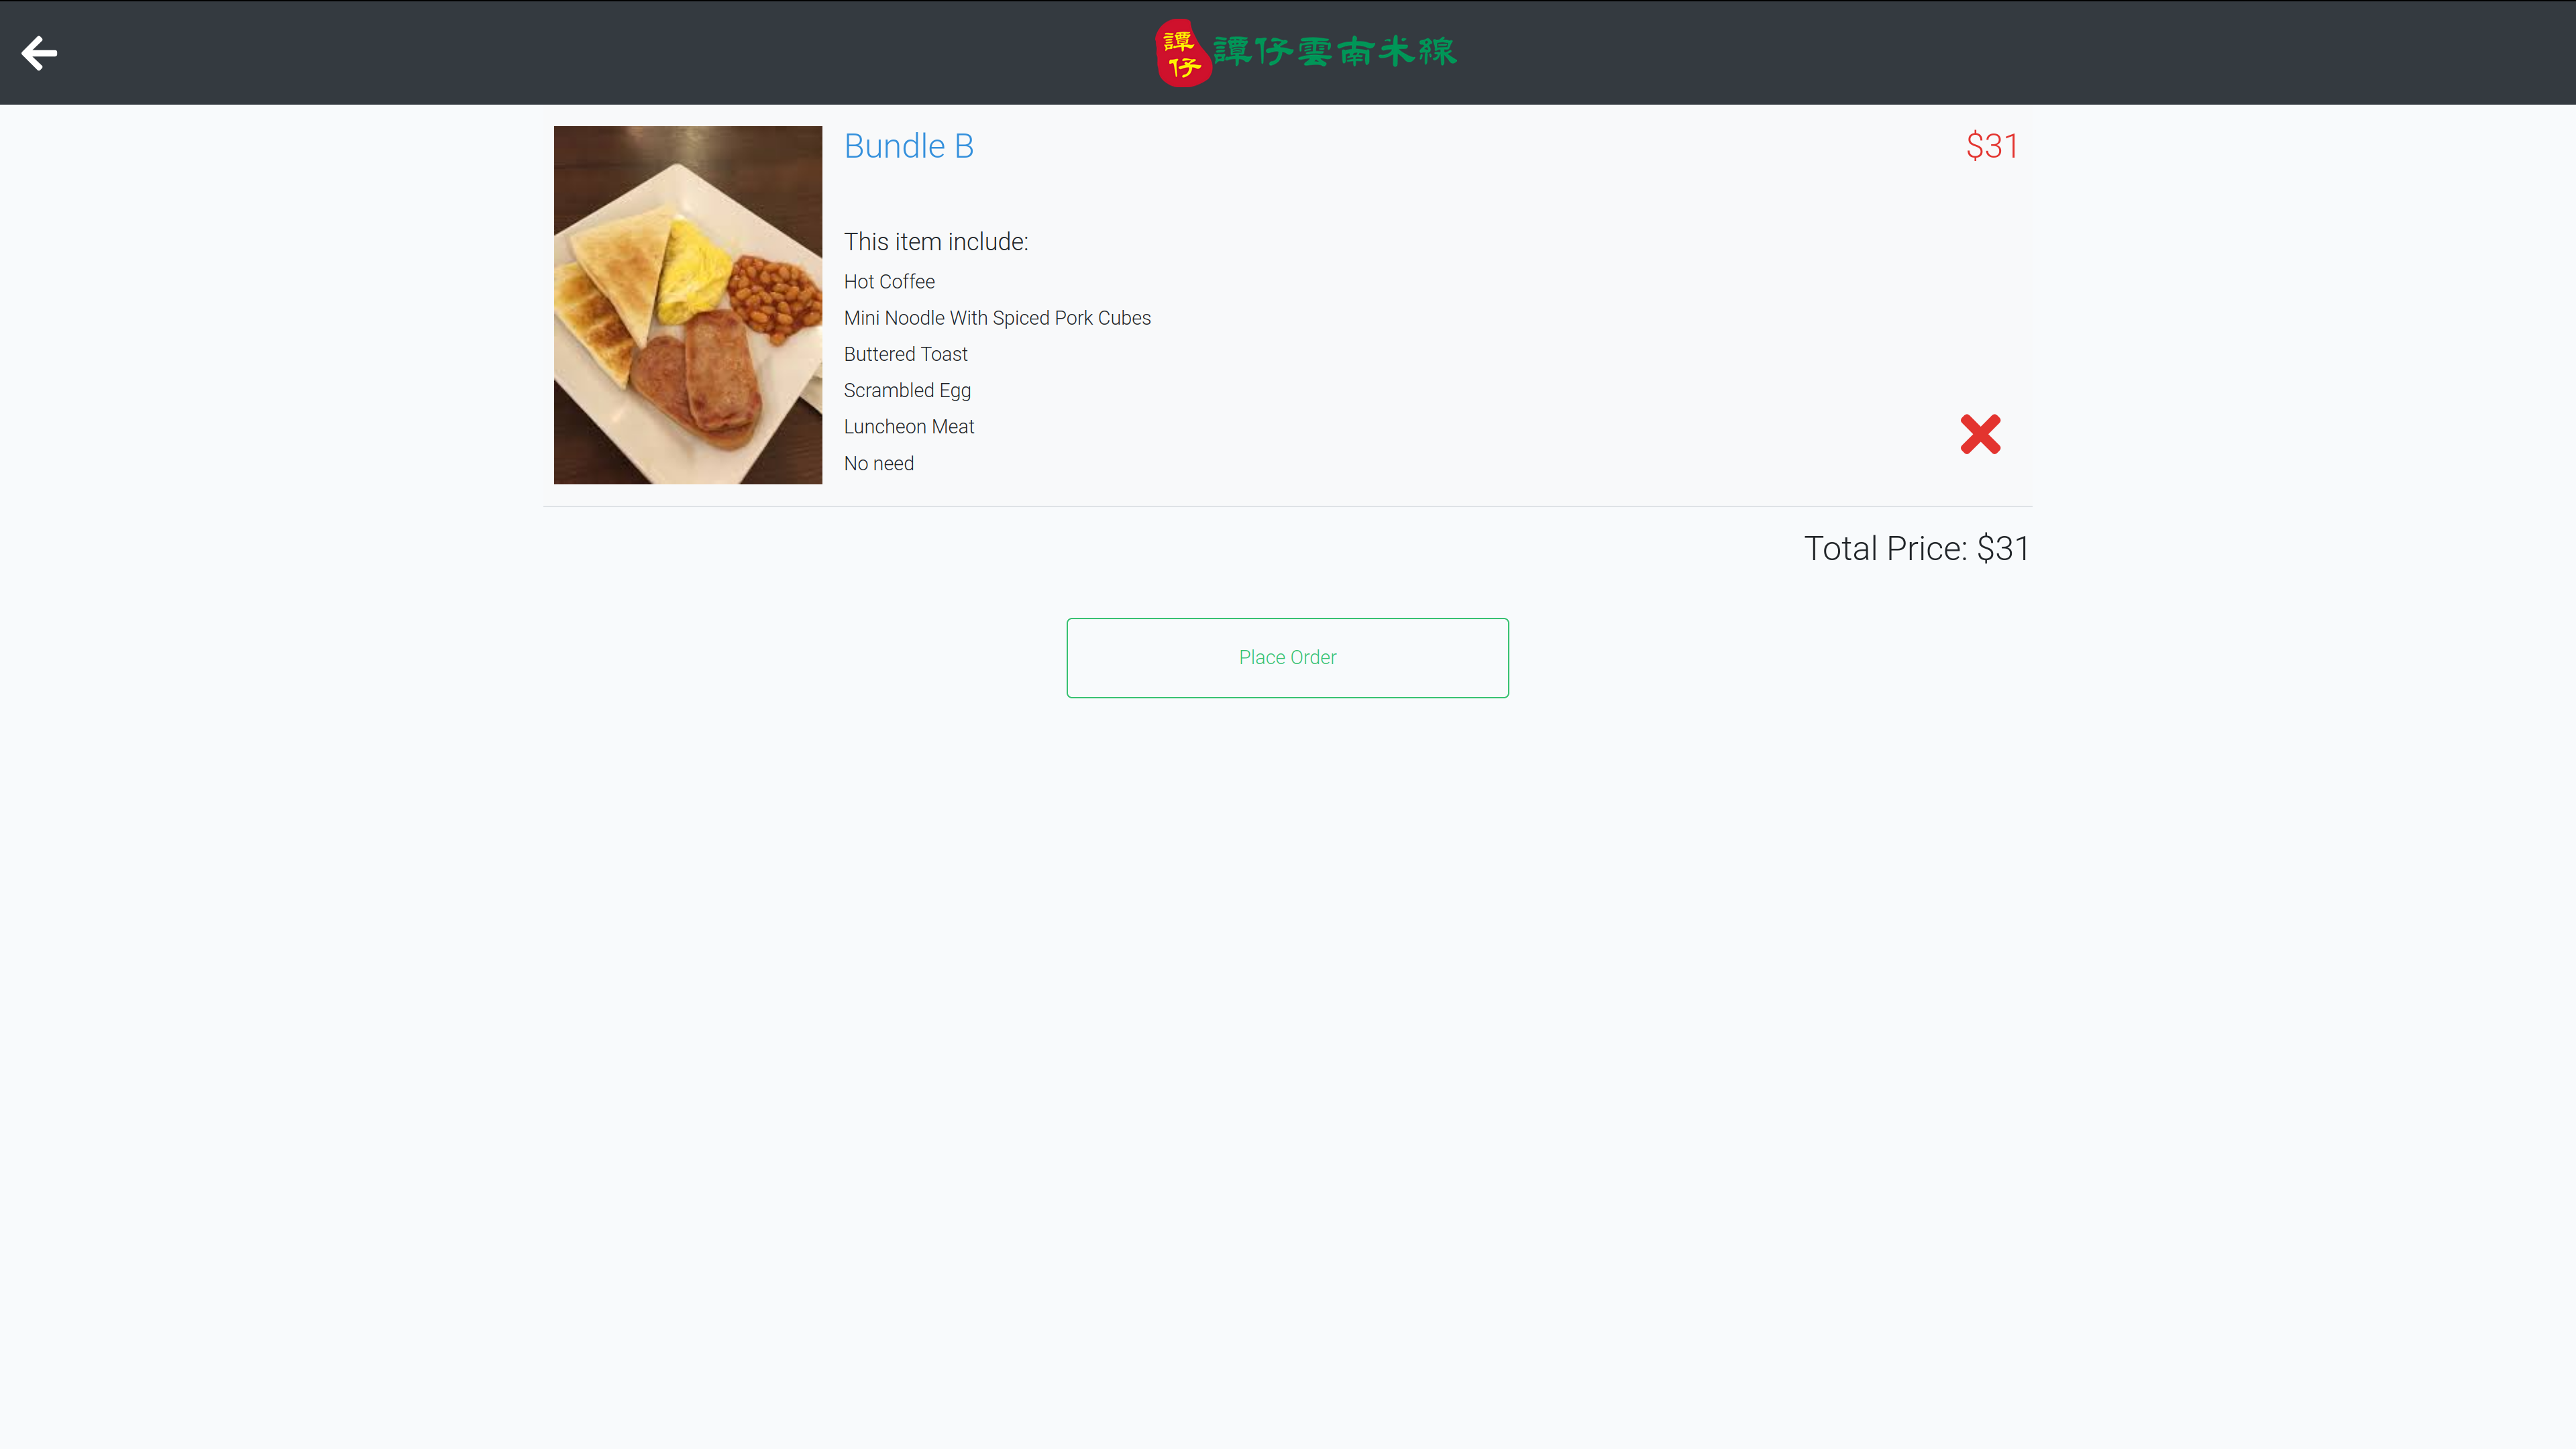 譚仔
譚仔雲南米線
Bundle B
$31
This item include:
Hot Coffee
Mini Noodle With Spiced Pork Cubes
Buttered Toast
Scrambled Egg
Luncheon Meat
No need
Total Price: $31
Place Order